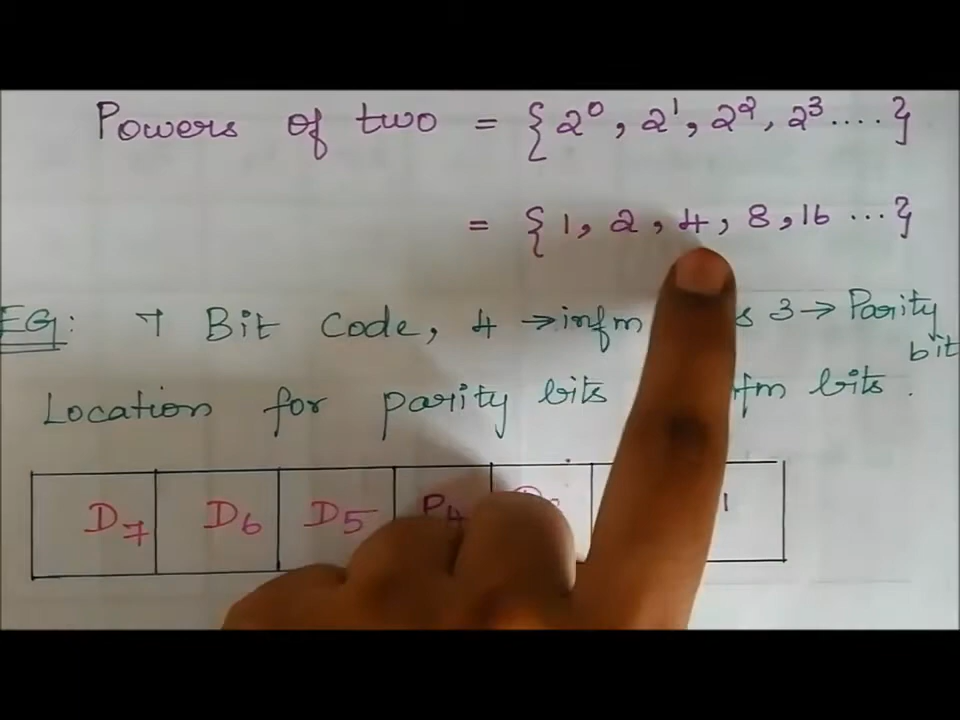 Powers of two = {2⁰, 2¹, 2², 2³....}
= {1, 2, 4, 8, 16 ...}
EG: 7 Bit Code, 4 → infm 3 → Parity bit
Location for parity bits bits.
D7 D6 D5 P4